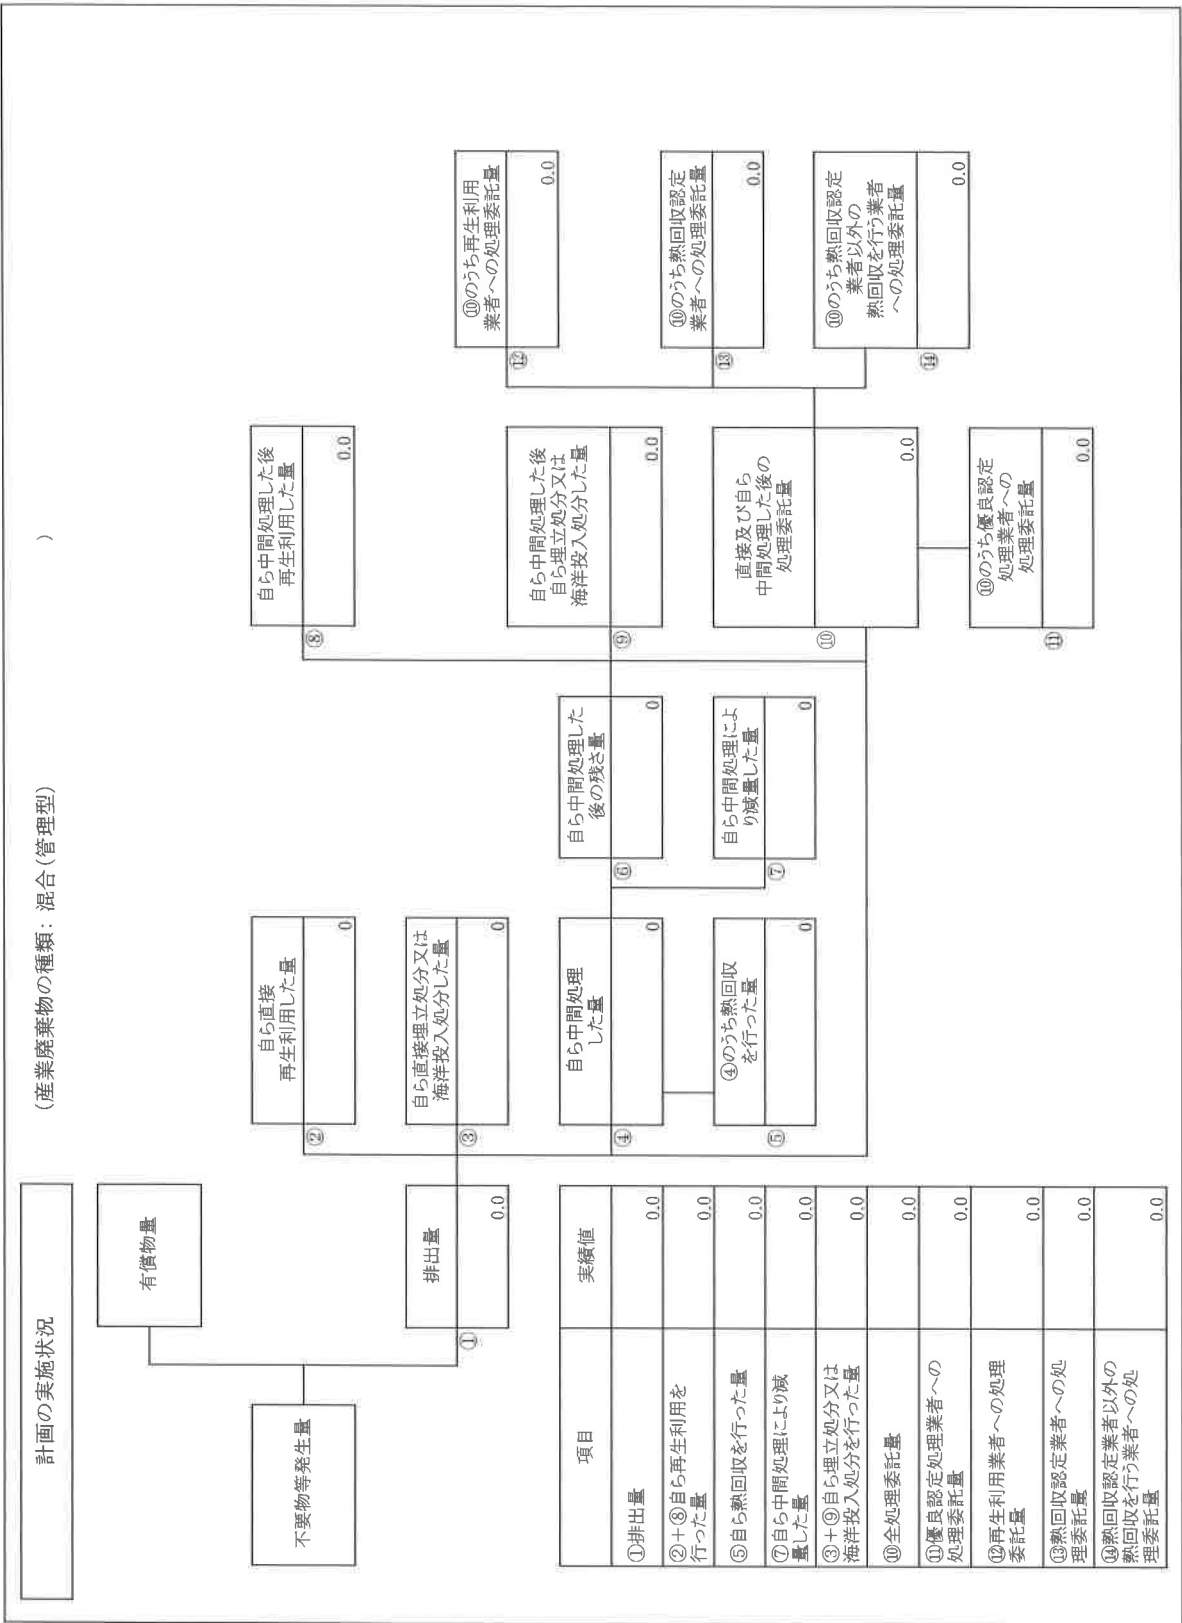 計画の実施状況
(産業廃棄物の種類: 混合(管理型)
)
不要物等発生量
有償物量
①
排出量
0.0
②
自ら直接
再生利用した量
0
③
自ら直接埋立処分又は
海洋投入処分した量
0
④
自ら中間処理
した量
0
⑤
④のうち熱回収
を行った量
0
⑥
自ら中間処理した
後の残さ量
0
⑦
自ら中間処理によ
り減量した量
0
⑧
自ら中間処理した後
再生利用した量
0.0
⑨
自ら中間処理した後
自ら埋立処分又は
海洋投入処分した量
0.0
⑩
直接及び自ら
中間処理した後の
処理委託量
0.0
⑪
⑩のうち優良認定
処理業者への
処理委託量
0.0
⑫
⑩のうち再生利用
業者への処理委託量
0.0
⑬
⑩のうち熱回収認定
業者への処理委託量
0.0
⑭
⑩のうち熱回収認定
業者以外の
熱回収を行う業者
への処理委託量
0.0
項目 実績値
①排出量 0.0
②+⑧自ら再生利用を
行った量 0.0
⑤自ら熱回収を行った量 0.0
⑦自ら中間処理により減
量した量 0.0
③+⑨自ら埋立処分又は
海洋投入処分を行った量 0.0
⑩全処理委託量 0.0
⑪優良認定処理業者への
処理委託量 0.0
⑫再生利用業者への処理
委託量 0.0
⑬熱回収認定業者への処
理委託量 0.0
⑭熱回収認定業者以外の
熱回収を行う業者への処
理委託量 0.0